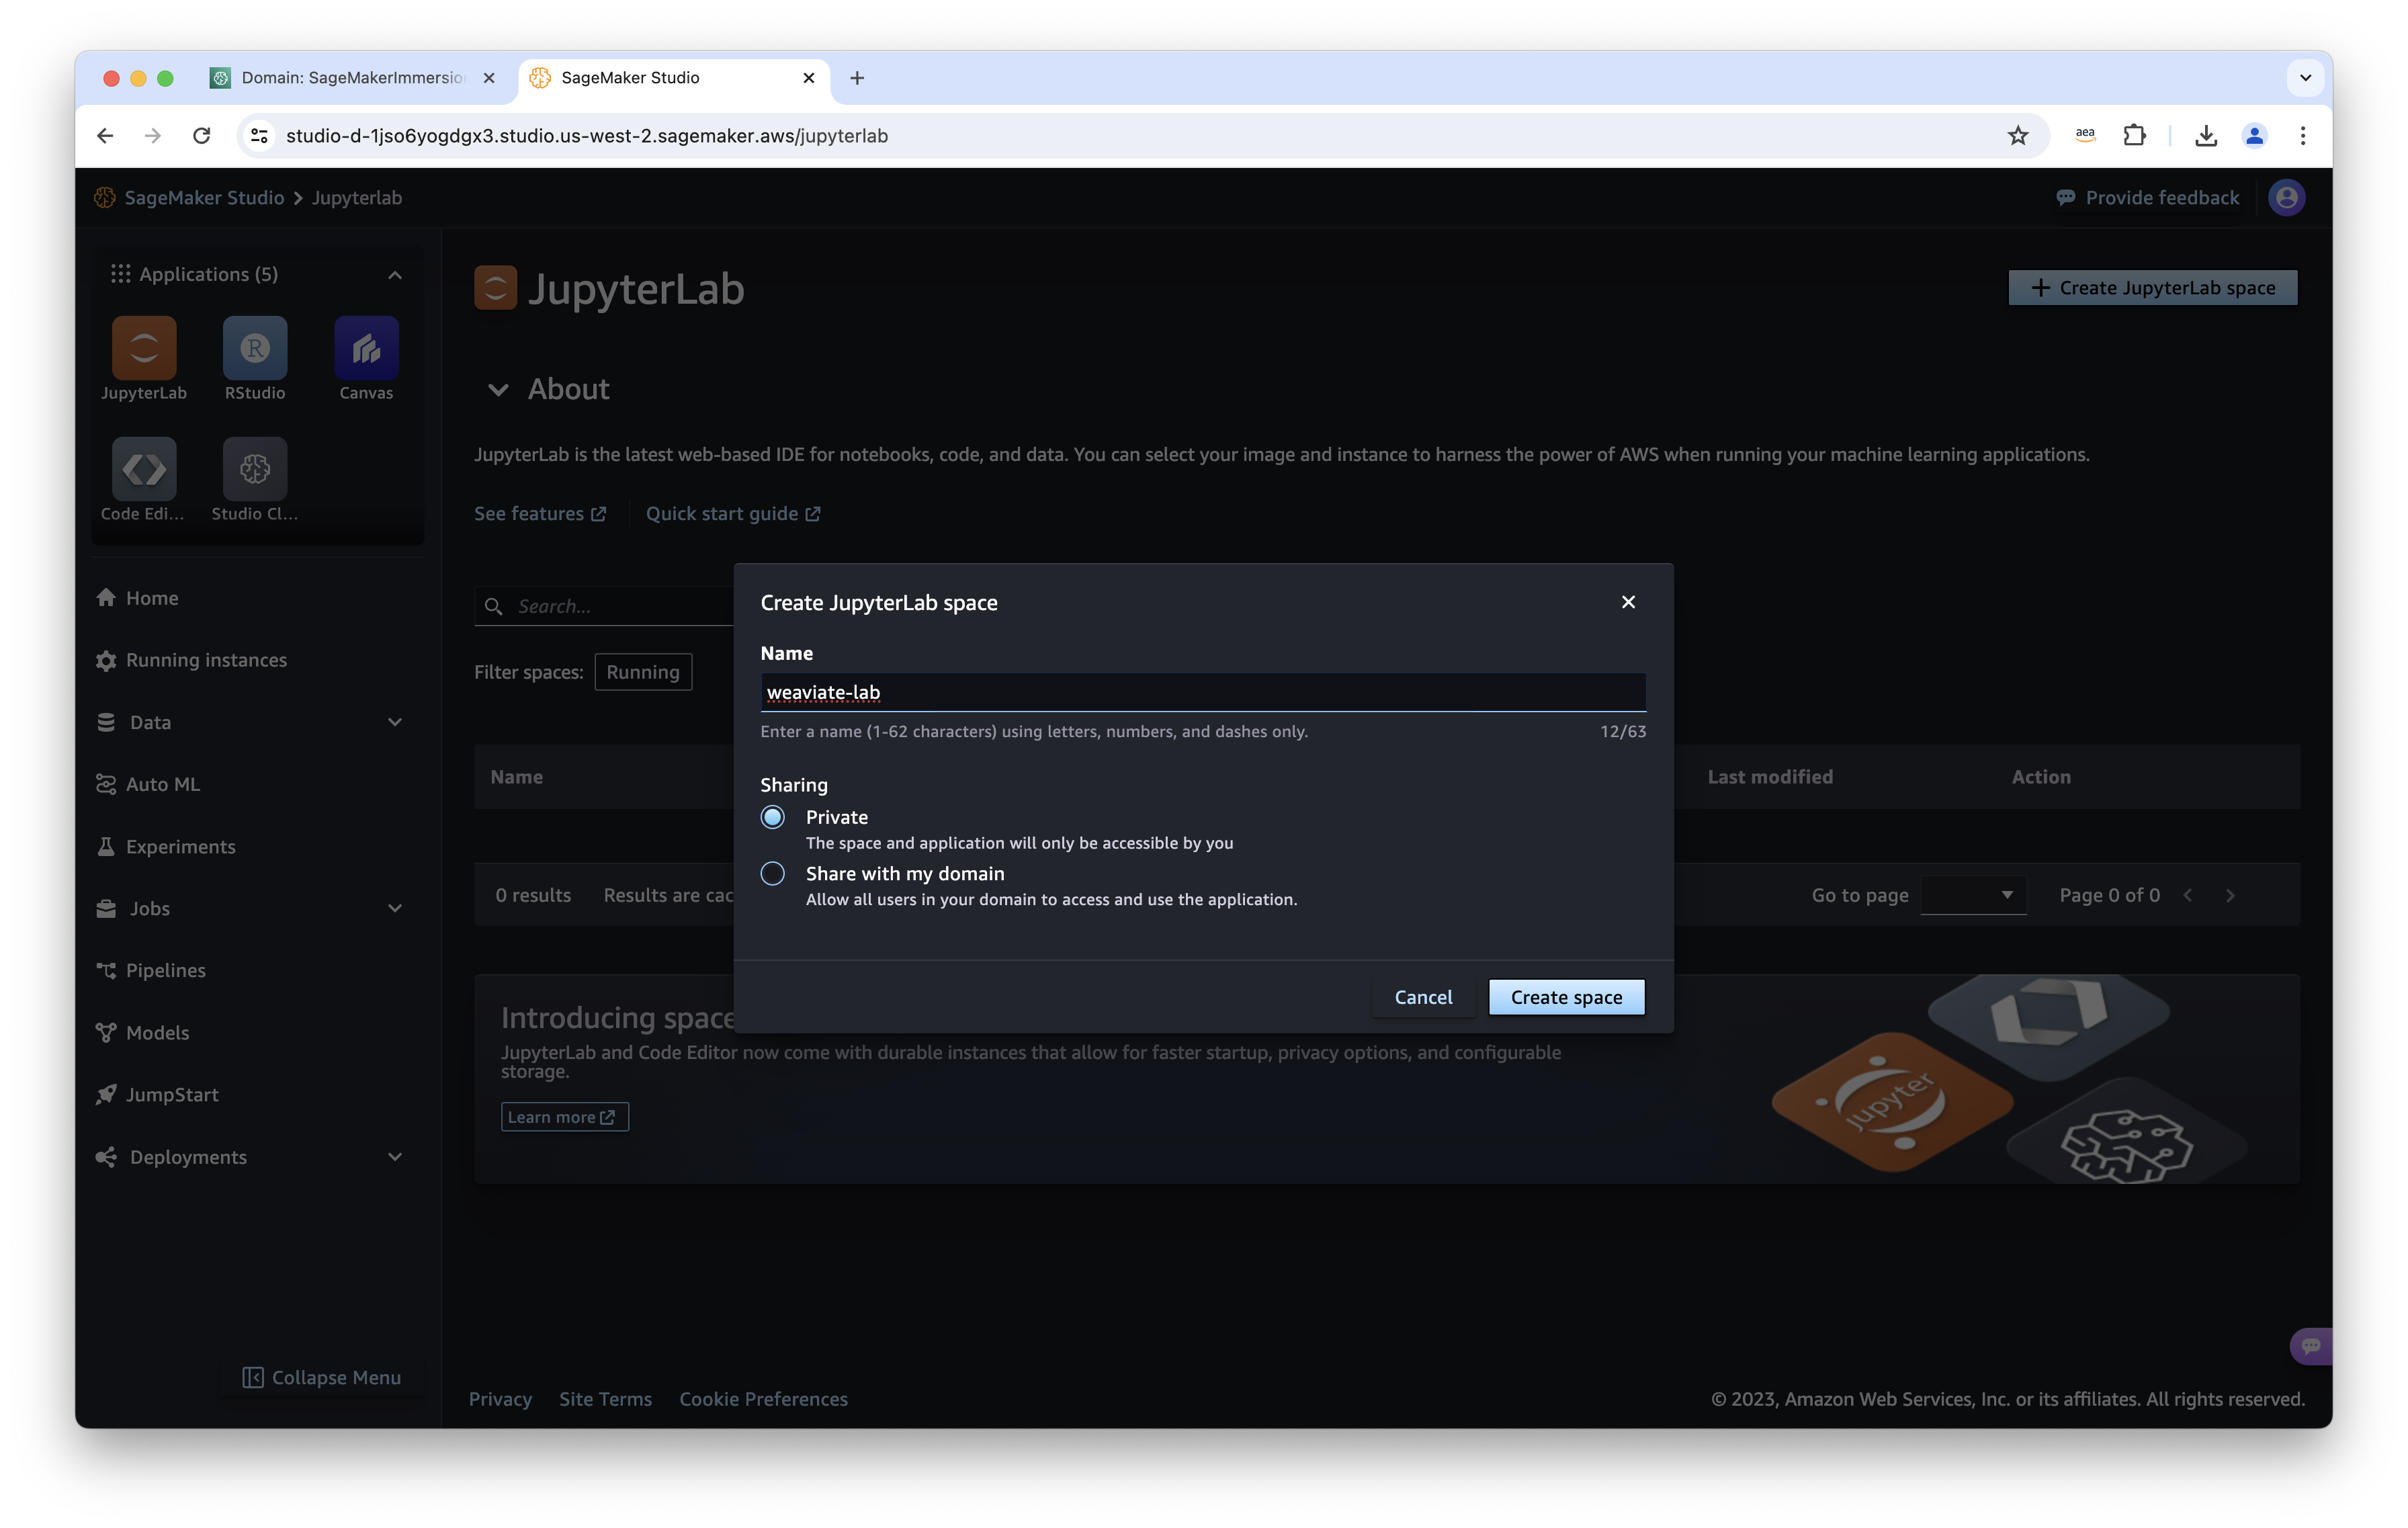 Domain: SageMakerImmersio
SageMaker Studio
studio-d-1jso6yogdgx3.studio.us-west-2.sagemaker.aws/jupyterlab
aea
SageMaker Studio > Jupyterlab
Provide feedback
Applications (5)
JupyterLab
RStudio
Canvas
Code Edi...
Studio Cl...
Home
Running instances
Data
Auto ML
Experiments
Jobs
Pipelines
Models
JumpStart
Deployments
Collapse Menu
JupyterLab
+ Create JupyterLab space
About
JupyterLab is the latest web-based IDE for notebooks, code, and data. You can select your image and instance to harness the power of AWS when running your machine learning applications.
See features
Quick start guide
Search...
Filter spaces: Running
Name
Last modified
Action
0 results
Results are cac
Go to page
Page 0 of 0
Create JupyterLab space
Name
weaviate-lab
Enter a name (1-62 characters) using letters, numbers, and dashes only.
12/63
Sharing
Private
The space and application will only be accessible by you
Share with my domain
Allow all users in your domain to access and use the application.
Cancel
Create space
Introducing space
JupyterLab and Code Editor now come with durable instances that allow for faster startup, privacy options, and configurable
storage.
Learn more
jupyter
Privacy
Site Terms
Cookie Preferences
© 2023, Amazon Web Services, Inc. or its affiliates. All rights reserved.